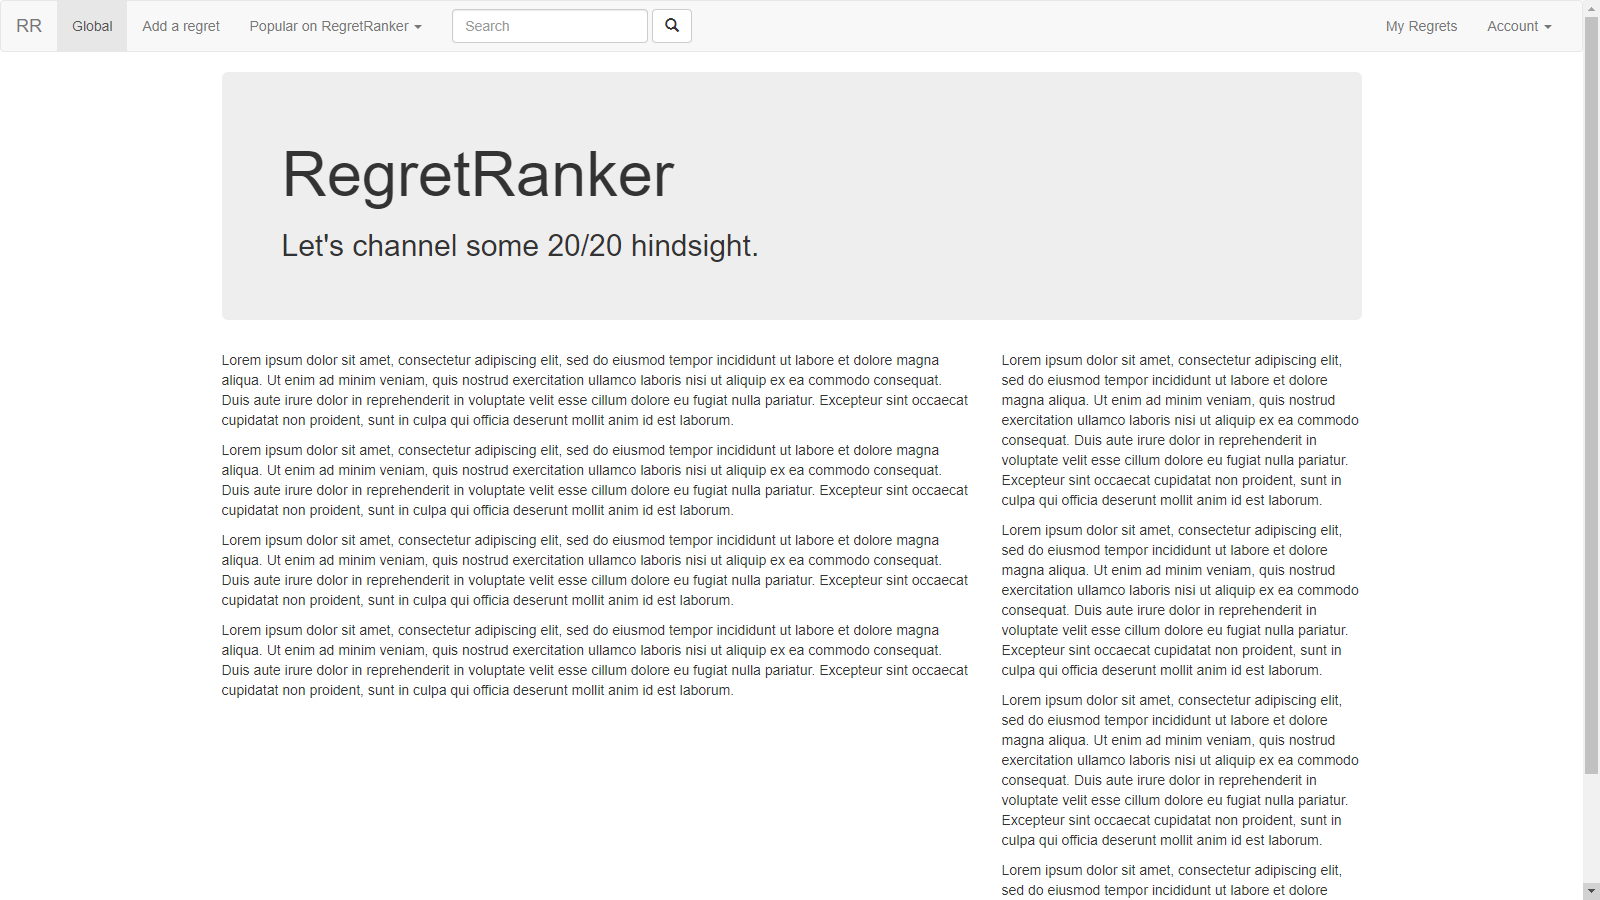 RR Global Add a regret Popular on RegretRanker Search My Regrets Account
RegretRanker
Let's channel some 20/20 hindsight.
Lorem ipsum dolor sit amet, consectetur adipiscing elit, sed do eiusmod tempor incididunt ut labore et dolore magna
aliqua. Ut enim ad minim veniam, quis nostrud exercitation ullamco laboris nisi ut aliquip ex ea commodo consequat.
Duis aute irure dolor in reprehenderit in voluptate velit esse cillum dolore eu fugiat nulla pariatur. Excepteur sint occaecat
cupidatat non proident, sunt in culpa qui officia deserunt mollit anim id est laborum.
Lorem ipsum dolor sit amet, consectetur adipiscing elit, sed do eiusmod tempor incididunt ut labore et dolore magna
aliqua. Ut enim ad minim veniam, quis nostrud exercitation ullamco laboris nisi ut aliquip ex ea commodo consequat.
Duis aute irure dolor in reprehenderit in voluptate velit esse cillum dolore eu fugiat nulla pariatur. Excepteur sint occaecat
cupidatat non proident, sunt in culpa qui officia deserunt mollit anim id est laborum.
Lorem ipsum dolor sit amet, consectetur adipiscing elit, sed do eiusmod tempor incididunt ut labore et dolore magna
aliqua. Ut enim ad minim veniam, quis nostrud exercitation ullamco laboris nisi ut aliquip ex ea commodo consequat.
Duis aute irure dolor in reprehenderit in voluptate velit esse cillum dolore eu fugiat nulla pariatur. Excepteur sint occaecat
cupidatat non proident, sunt in culpa qui officia deserunt mollit anim id est laborum.
Lorem ipsum dolor sit amet, consectetur adipiscing elit, sed do eiusmod tempor incididunt ut labore et dolore magna
aliqua. Ut enim ad minim veniam, quis nostrud exercitation ullamco laboris nisi ut aliquip ex ea commodo consequat.
Duis aute irure dolor in reprehenderit in voluptate velit esse cillum dolore eu fugiat nulla pariatur. Excepteur sint occaecat
cupidatat non proident, sunt in culpa qui officia deserunt mollit anim id est laborum.
Lorem ipsum dolor sit amet, consectetur adipiscing elit,
sed do eiusmod tempor incididunt ut labore et dolore
magna aliqua. Ut enim ad minim veniam, quis nostrud
exercitation ullamco laboris nisi ut aliquip ex ea commodo
consequat. Duis aute irure dolor in reprehenderit in
voluptate velit esse cillum dolore eu fugiat nulla pariatur.
Excepteur sint occaecat cupidatat non proident, sunt in
culpa qui officia deserunt mollit anim id est laborum.
Lorem ipsum dolor sit amet, consectetur adipiscing elit,
sed do eiusmod tempor incididunt ut labore et dolore
magna aliqua. Ut enim ad minim veniam, quis nostrud
exercitation ullamco laboris nisi ut aliquip ex ea commodo
consequat. Duis aute irure dolor in reprehenderit in
voluptate velit esse cillum dolore eu fugiat nulla pariatur.
Excepteur sint occaecat cupidatat non proident, sunt in
culpa qui officia deserunt mollit anim id est laborum.
Lorem ipsum dolor sit amet, consectetur adipiscing elit,
sed do eiusmod tempor incididunt ut labore et dolore
magna aliqua. Ut enim ad minim veniam, quis nostrud
exercitation ullamco laboris nisi ut aliquip ex ea commodo
consequat. Duis aute irure dolor in reprehenderit in
voluptate velit esse cillum dolore eu fugiat nulla pariatur.
Excepteur sint occaecat cupidatat non proident, sunt in
culpa qui officia deserunt mollit anim id est laborum.
Lorem ipsum dolor sit amet, consectetur adipiscing elit,
sed do eiusmod tempor incididunt ut labore et dolore